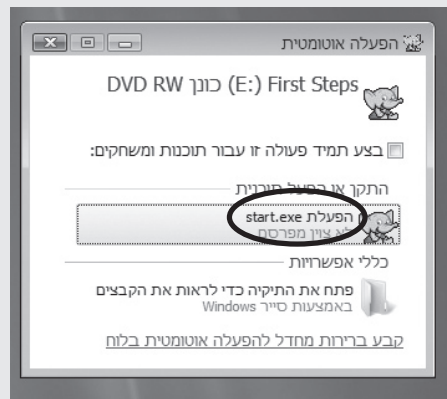 הפעלה אוטומטית
כונן DVD RW (E:) First Steps
בצע תמיד פעולה זו עבור תוכנות ומשחקים:
התקן או הפעל תוכנית
הפעלת start.exe
לא צוין מפרסם
כללי אפשרויות
פתח את התיקיה כדי לראות את הקבצים
באמצעות סייר Windows
קבע ברירות מחדל להפעלה אוטומטית בלוח